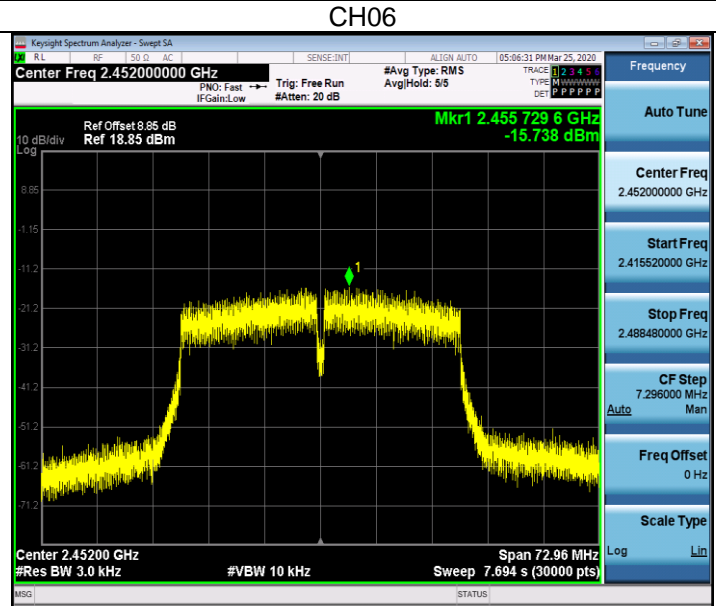 CH06
Keysight Spectrum Analyzer - Swept SA
LXI RL RF 50 Ω AC SENSE:INT ALIGN AUTO 05:06:31 PM Mar 25, 2020
Center Freq 2.452000000 GHz
PNO: Fast
IFGain:Low
Trig: Free Run
#Atten: 20 dB
#Avg Type: RMS
Avg|Hold: 5/5
TRACE 1 2 3 4 5 6
TYPE M W W W W W
DET P P P P P P
Ref Offset 8.85 dB
10 dB/div Ref 18.85 dBm
Log
Mkr1 2.455 729 6 GHz
-15.738 dBm
8.85
-1.15
-11.2
-21.2
-31.2
-41.2
-51.2
-61.2
-71.2
1
Center 2.45200 GHz Span 72.96 MHz
#Res BW 3.0 kHz #VBW 10 kHz Sweep 7.694 s (30000 pts)
MSG STATUS
Frequency
Auto Tune
Center Freq
2.452000000 GHz
Start Freq
2.415520000 GHz
Stop Freq
2.488480000 GHz
CF Step
7.296000 MHz
Auto Man
Freq Offset
0 Hz
Scale Type
Log Lin